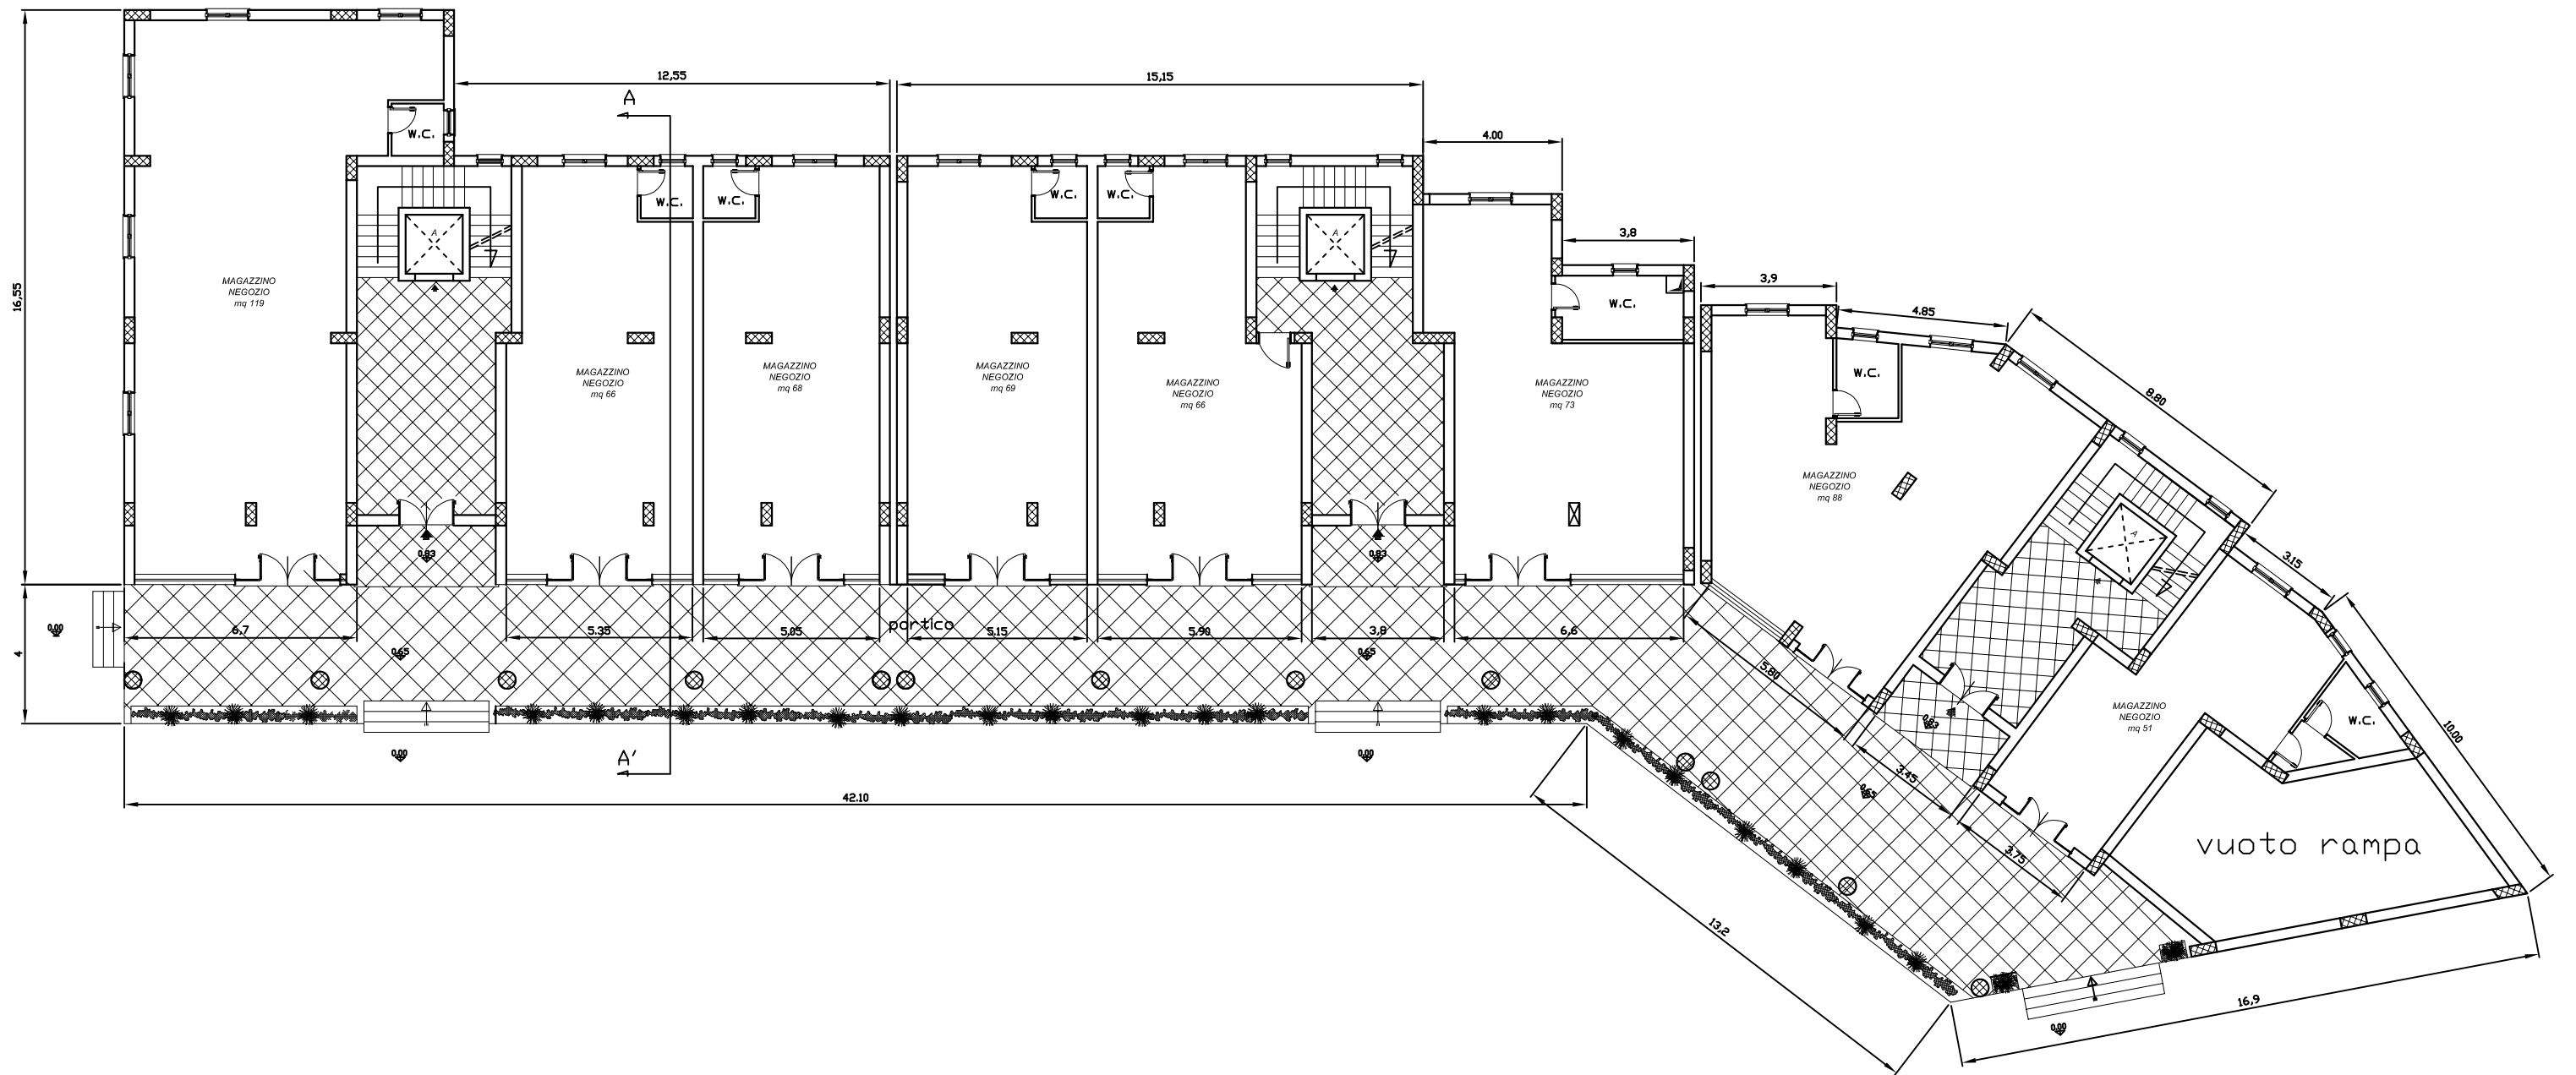 12,55
15,15
A
4.00
W.C.
W.C.
W.C.
W.C.
W.C.
A
A
3,8
3,9
W.C.
4.85
8.80
16,55
MAGAZZINO
NEGOZIO
mq 119
MAGAZZINO
NEGOZIO
mq 66
MAGAZZINO
NEGOZIO
mq 68
MAGAZZINO
NEGOZIO
mq 69
MAGAZZINO
NEGOZIO
mq 66
MAGAZZINO
NEGOZIO
mq 73
W.C.
MAGAZZINO
NEGOZIO
mq 88
A
3.15
0.83
0.83
0.00
4
6,7
5.35
5,05
portico
5,15
5.90
3,8
6,6
0.65
0.65
5.80
0.83
MAGAZZINO
NEGOZIO
mq 51
W.C.
10.00
0.00
0.00
A'
42.10
3.45
0.65
3.75
vuoto rampa
13,2
16,9
0.00